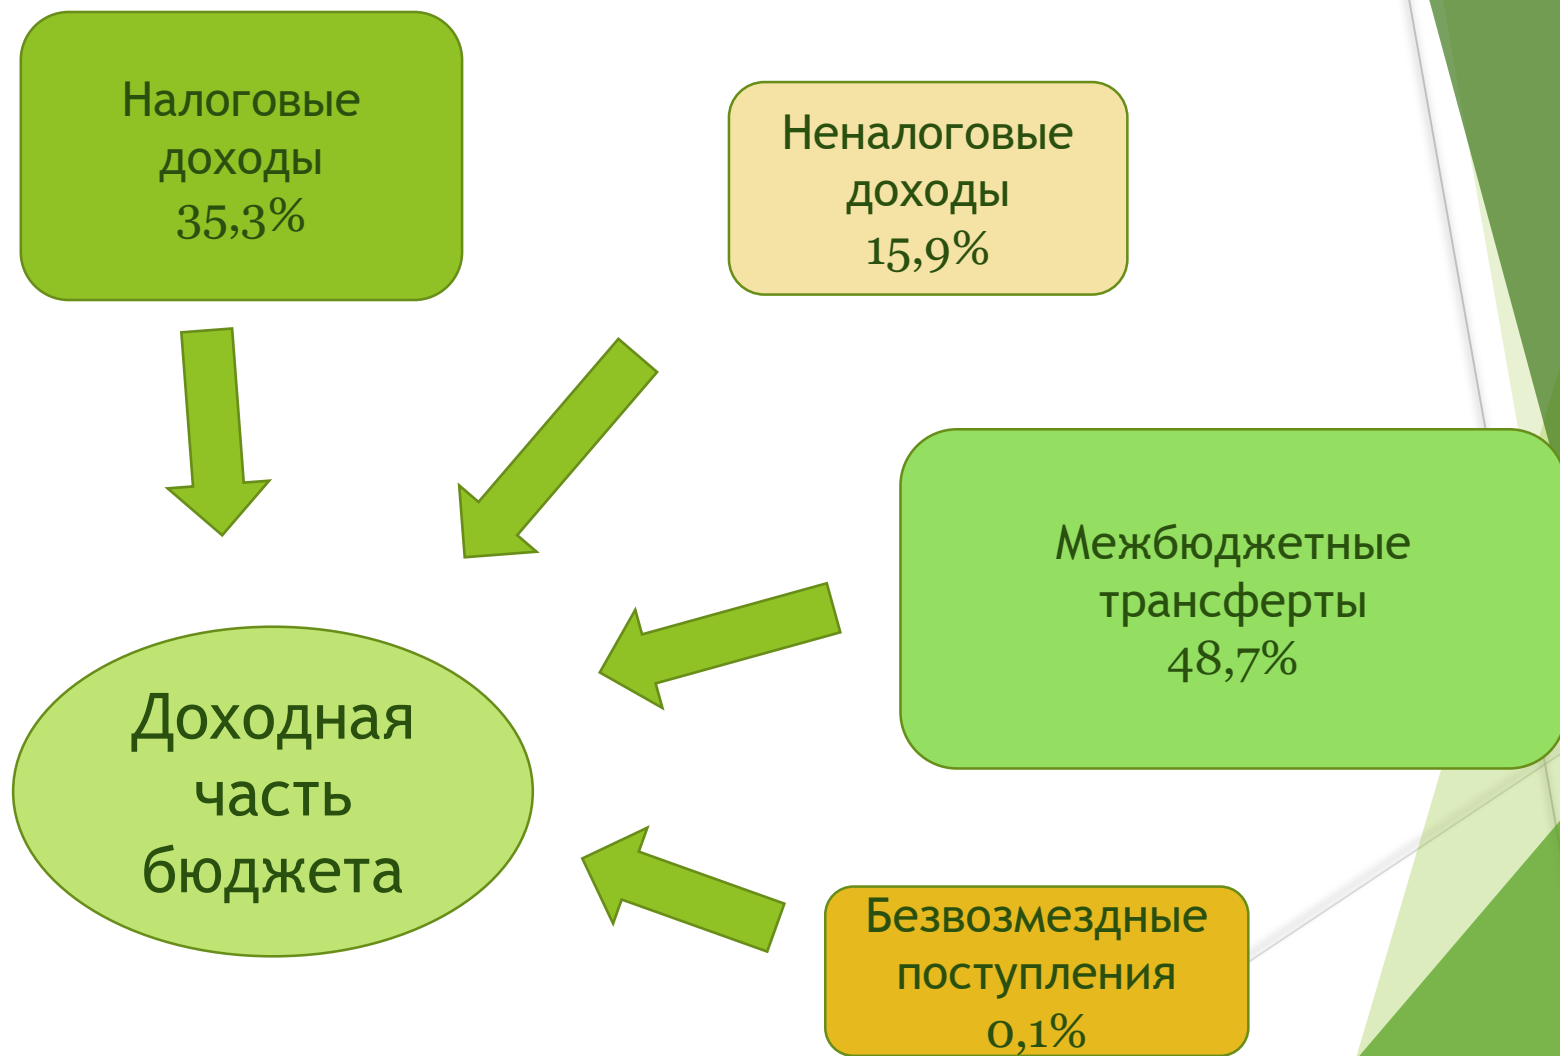 Налоговые
доходы
35,3%
Неналоговые
доходы
15,9%
Межбюджетные
трансферты
48,7%
Доходная
часть
бюджета
Безвозмездные
поступления
0,1%